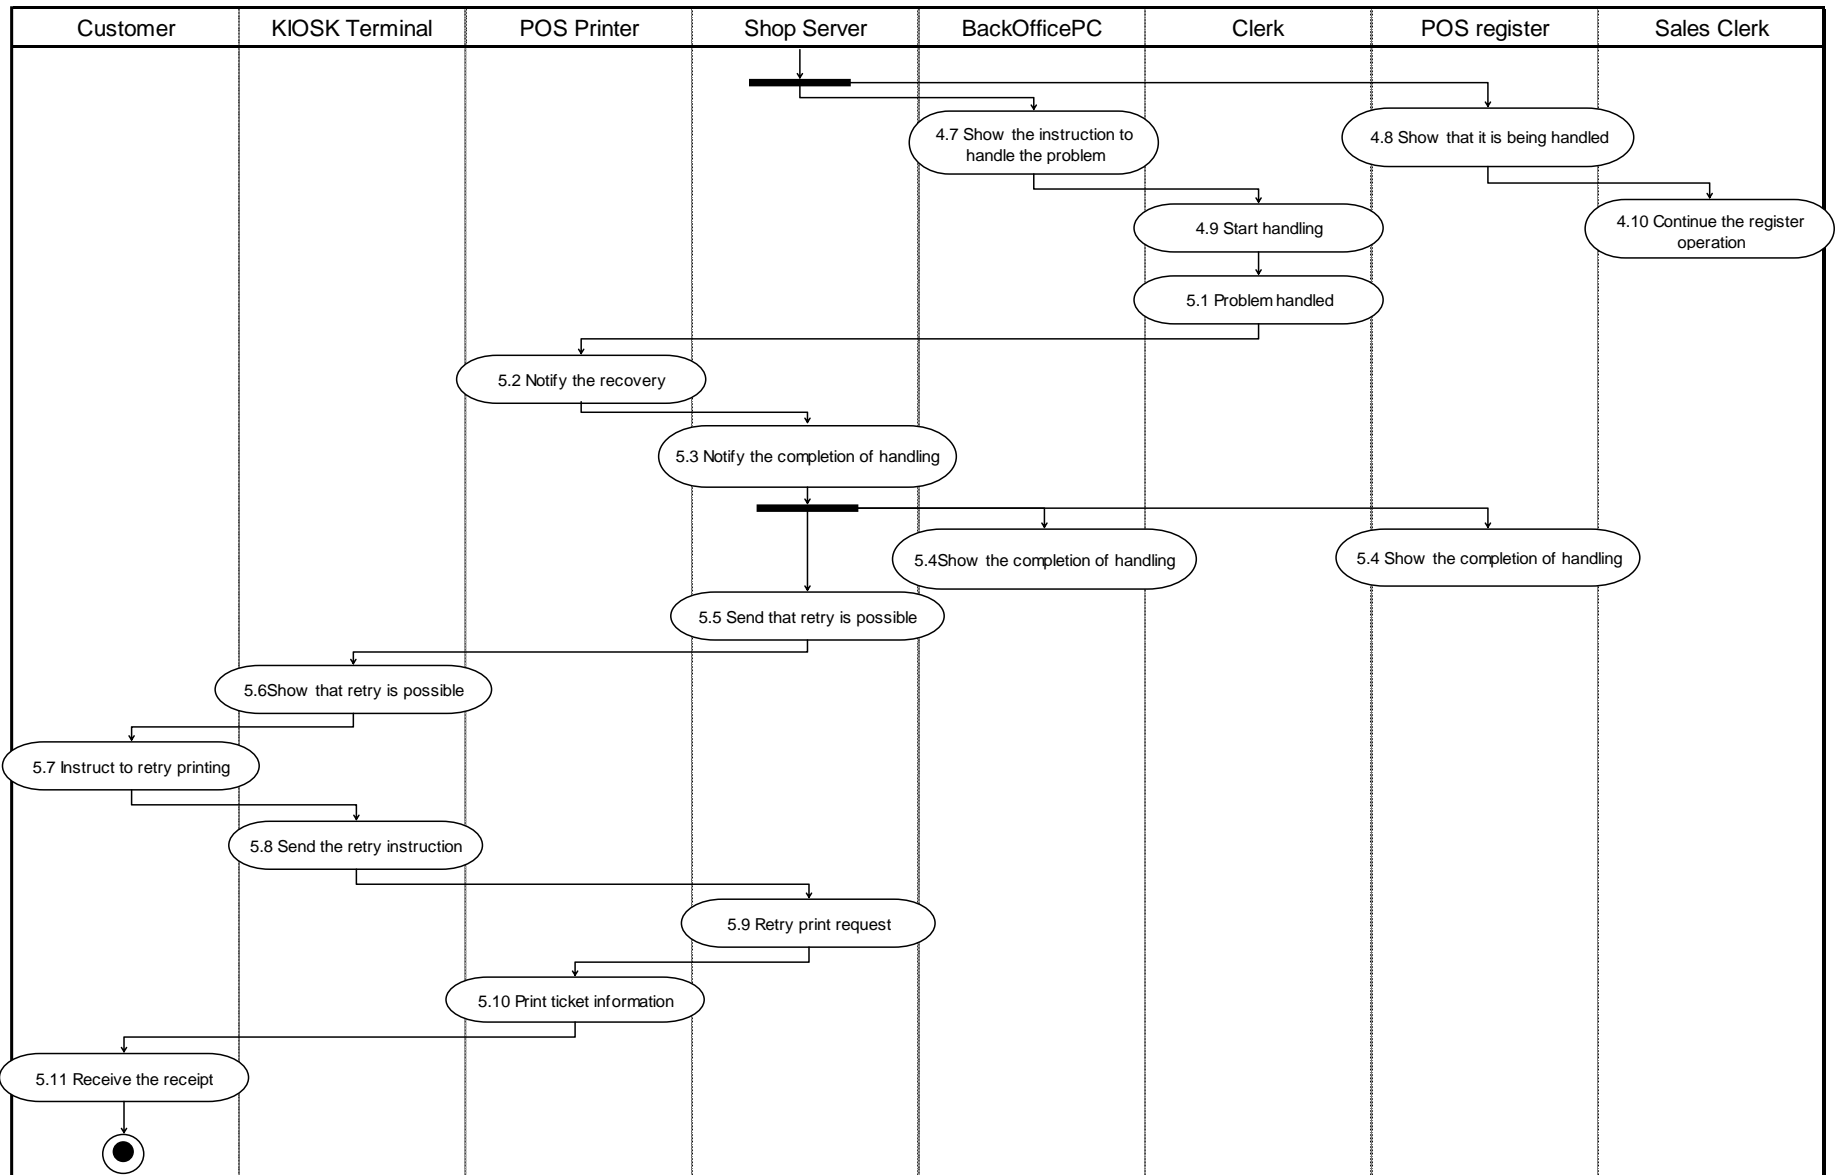 Customer
KIOSK Terminal
POS Printer
Shop Server
BackOfficePC
Clerk
POS register
Sales Clerk
4.7 Show the instruction to
handle the problem
4.8 Show that it is being handled
4.9 Start handling
4.10 Continue the register
operation
5.1 Problem handled
5.2 Notify the recovery
5.3 Notify the completion of handling
5.4Show the completion of handling
5.4 Show the completion of handling
5.5 Send that retry is possible
5.6Show that retry is possible
5.7 Instruct to retry printing
5.8 Send the retry instruction
5.9 Retry print request
5.10 Print ticket information
5.11 Receive the receipt